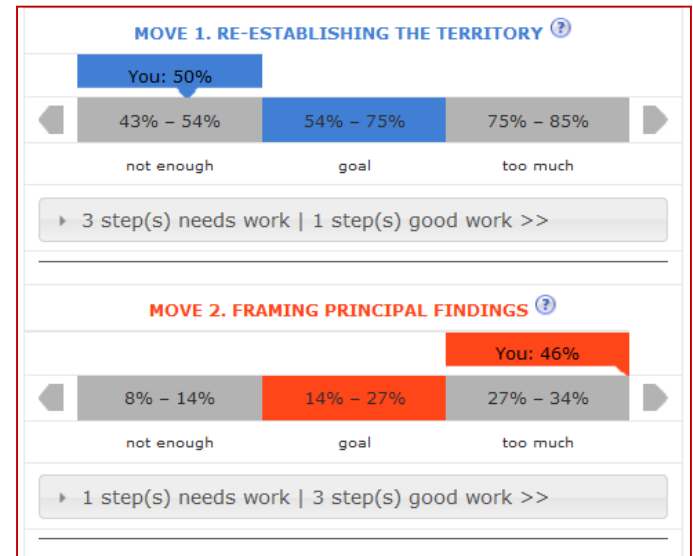 MOVE 1. RE-ESTABLISHING THE TERRITORY ?
You: 50%
43% – 54% 54% – 75% 75% – 85%
not enough goal too much
3 step(s) needs work | 1 step(s) good work >>
MOVE 2. FRAMING PRINCIPAL FINDINGS ?
You: 46%
8% – 14% 14% – 27% 27% – 34%
not enough goal too much
1 step(s) needs work | 3 step(s) good work >>